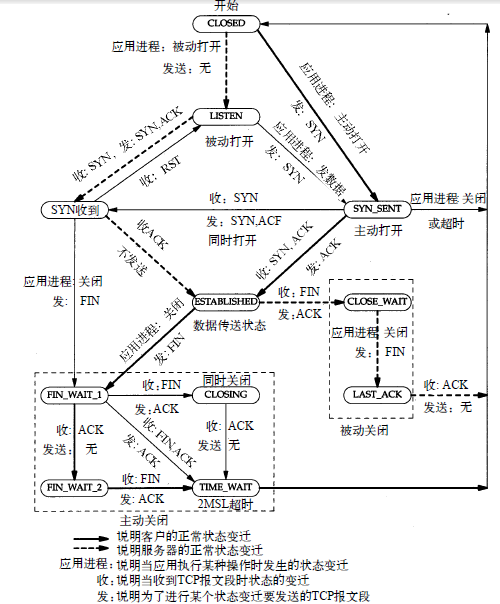 开始
CLOSED
应用进程：被动打开
发送：无
应用进程：主动打开
发：SYN
LISTEN
被动打开
收：SYN，发：SYN,ACK
收：RST
应用进程：发数据
发：SYN
SYN收到
收：SYN
发：SYN,ACF
同时打开
SYN_SENT
主动打开
应用进程：关闭
或超时
收ACK
不发送
收：SYN, ACK
发：ACK
应用进程：关闭
发：FIN
ESTABLISHED
数据传送状态
收：FIN
发：ACK
CLOSE_WAIT
应用进程：关闭
发：FIN
应用进程：关闭
发：FIN
LAST_ACK
收：ACK
发送：无
被动关闭
FIN_WAIT_1
收：FIN
发：ACK
同时关闭
CLOSING
收：ACK
发送：无
收：FIN,ACK
发：ACK
收：ACK
发送：无
FIN_WAIT_2
收：FIN
发：ACK
TIME_WAIT
2MSL超时
主动关闭
说明客户的正常状态变迁
说明服务器的正常状态变迁
应用进程：说明当应用执行某种操作时发生的状态变迁
收：说明当收到TCP报文段时状态的变迁
发：说明为了进行某个状态变迁要发送的TCP报文段